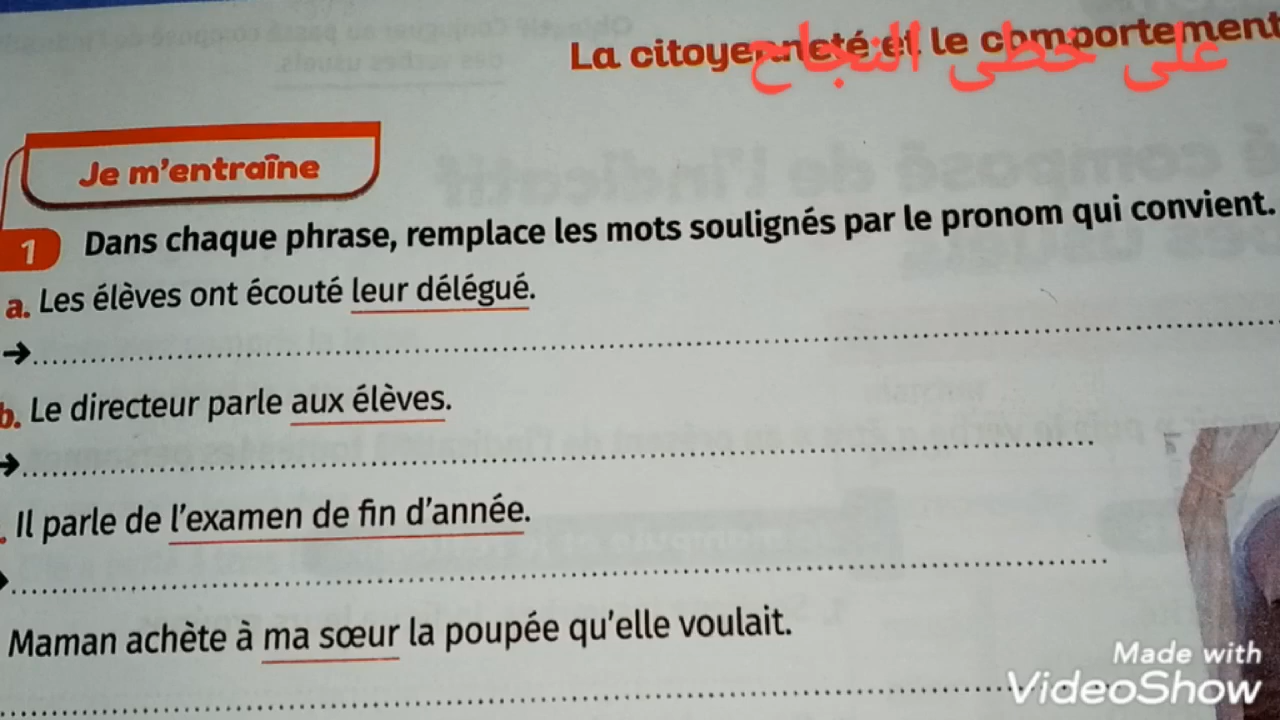 La citoyenneté et le comportement
على خطى النجاح
Je m'entraîne
1 Dans chaque phrase, remplace les mots soulignés par le pronom qui convient.
a. Les élèves ont écouté leur délégué.
b. Le directeur parle aux élèves.
. Il parle de l'examen de fin d'année.
Maman achète à ma sœur la poupée qu'elle voulait.
Made with
VideoShow